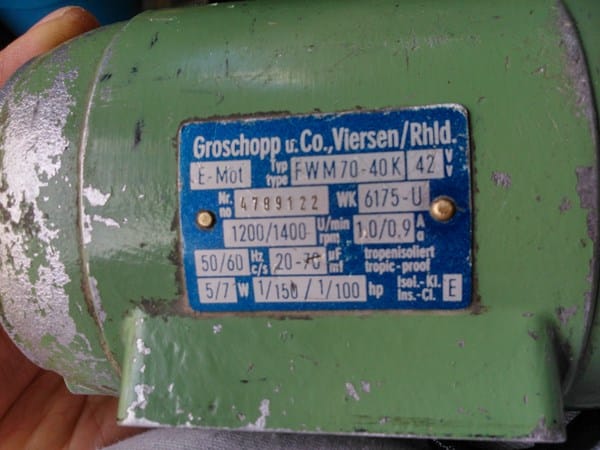 Groschopp u. Co., Viersen/Rhld.
E-Mot Typ type FWM70-40K 42 V V
Nr. no 4789122 WK 6175-U
1200/1400 U/min rpm 1,0/0,9 A a
50/60 Hz c/s 20-70 µF mf tropenisoliert tropic-proof
5/7 W 1/150 / 1/100 hp Isol.-Kl. Ins.-Cl. E